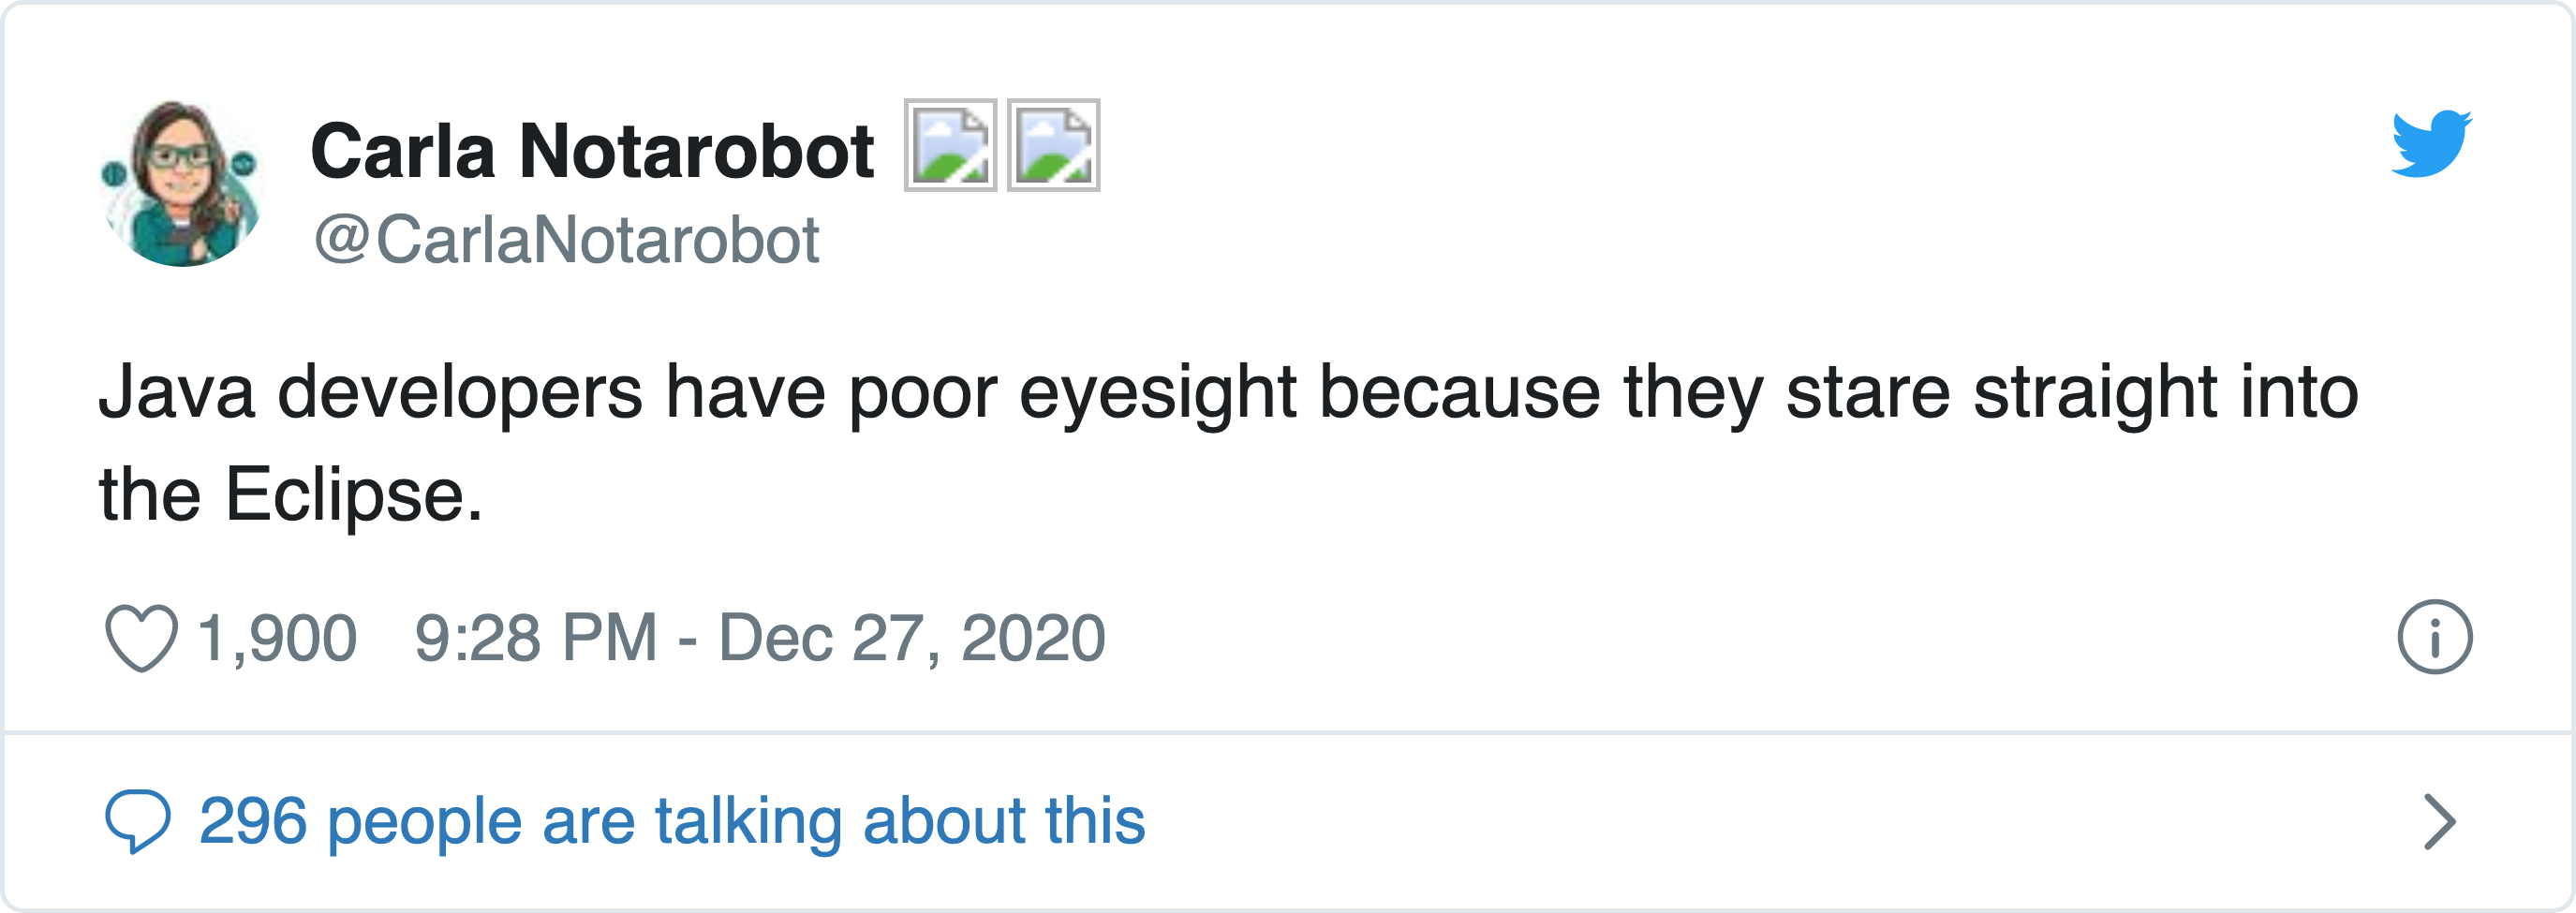 Carla Notarobot
@CarlaNotarobot
Java developers have poor eyesight because they stare straight into
the Eclipse.
1,900 9:28 PM - Dec 27, 2020
296 people are talking about this